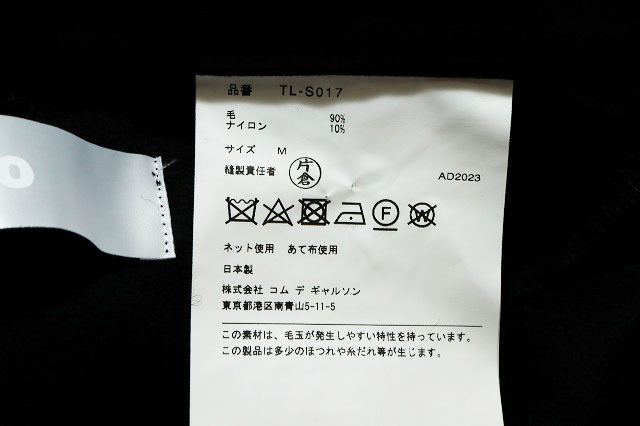 品番 TL-S017
毛 90%
ナイロン 10%
サイズ M
縫製責任者 片倉 AD2023
F W
ネット使用 あて布使用
日本製
株式会社 コム デ ギャルソン
東京都港区南青山5-11-5
この素材は、毛玉が発生しやすい特性を持っています。
この製品は多少のほつれや糸だれ等が生じます。